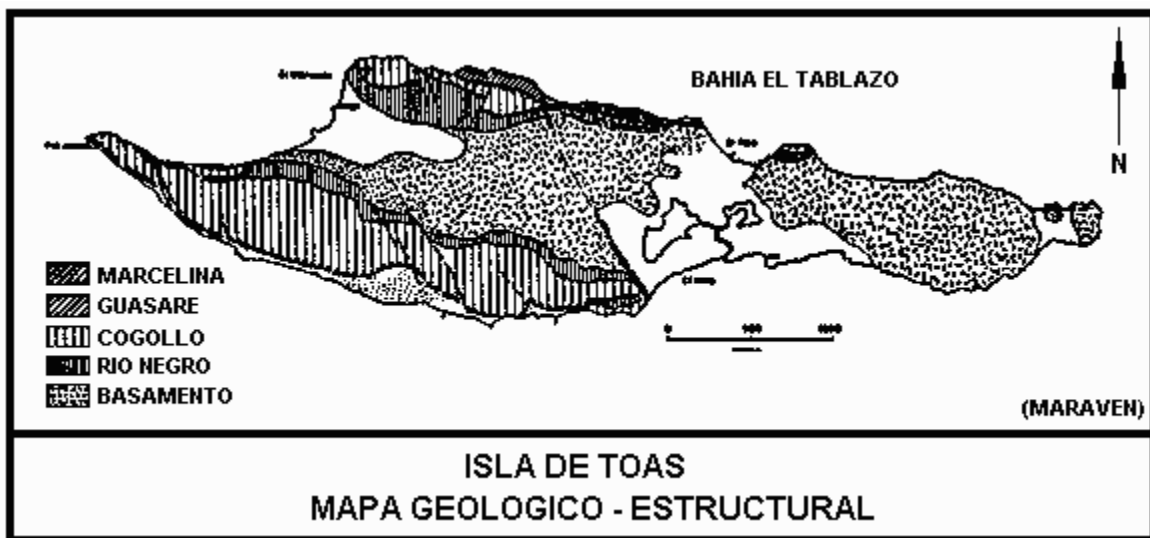 BAHIA EL TABLAZO
N
MARCELINA
GUASARE
COGOLLO
RIO NEGRO
BASAMENTO
(MARAVEN)
ISLA DE TOAS
MAPA GEOLOGICO - ESTRUCTURAL